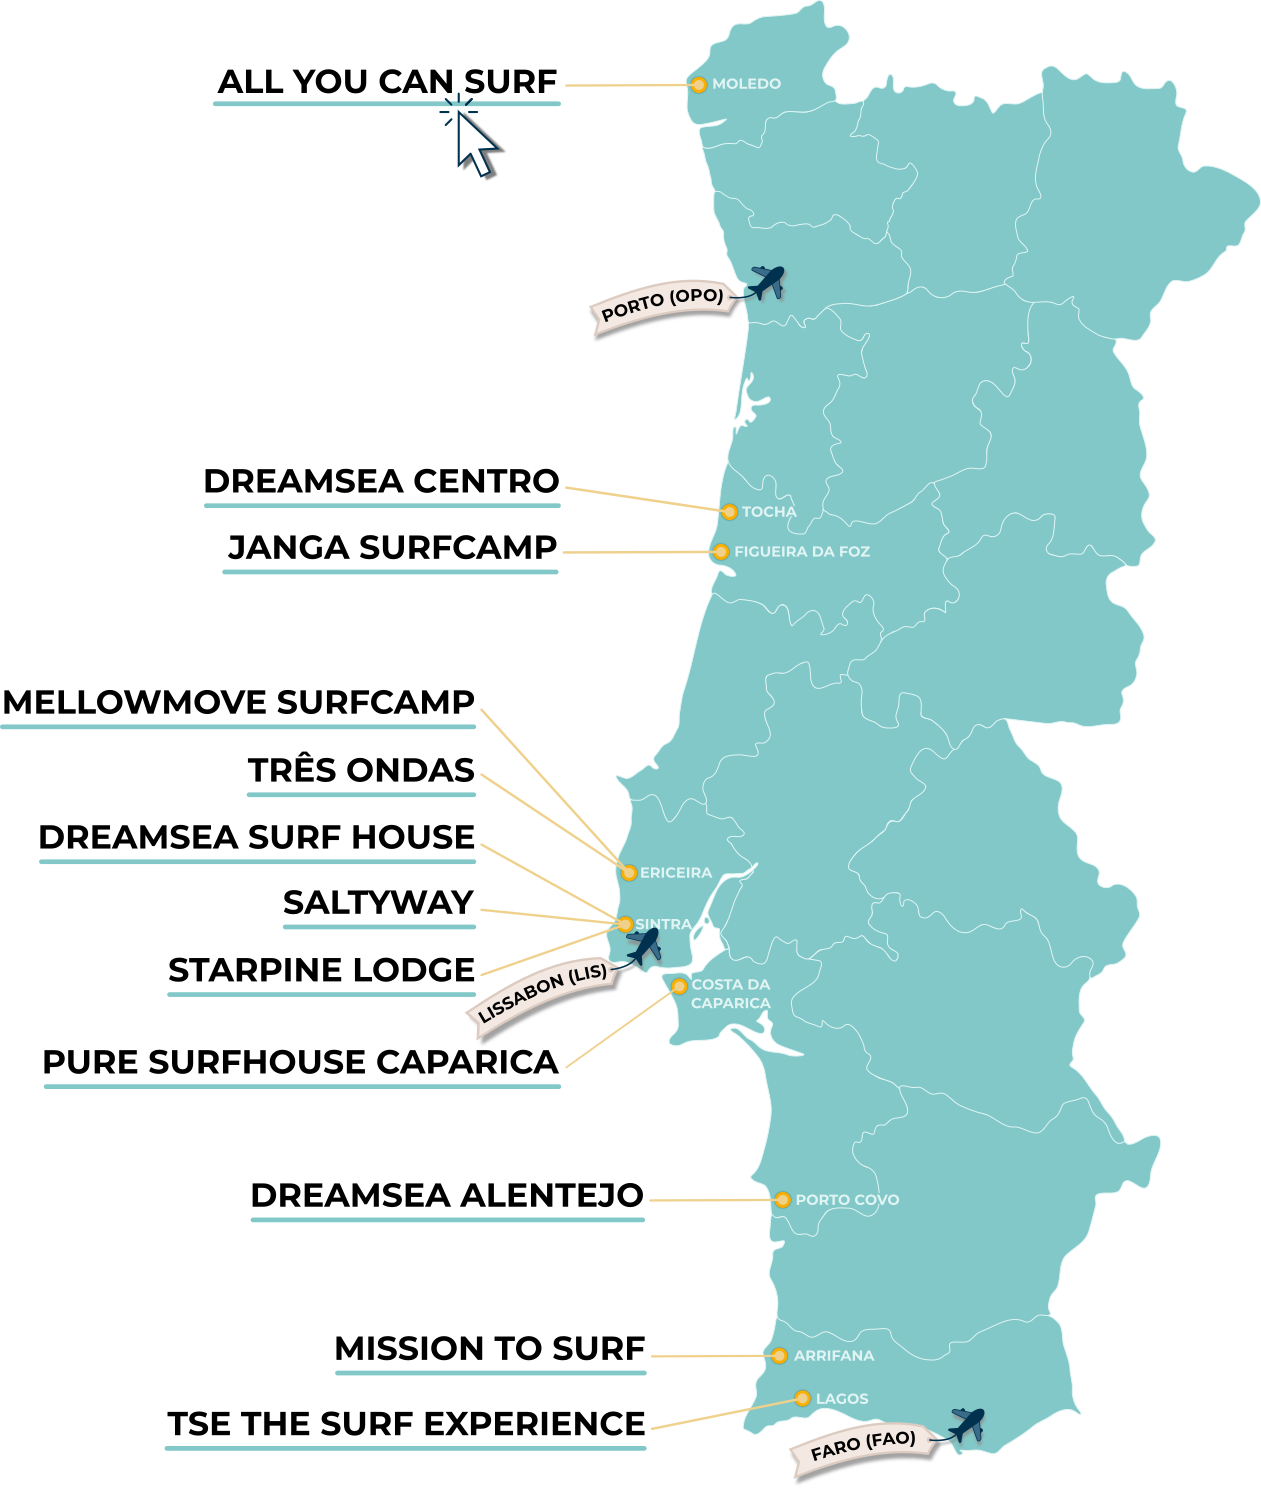 ALL YOU CAN SURF
MOLEDO
PORTO (OPO)
DREAMSEA CENTRO
TOCHA
JANGA SURFCAMP
FIGUEIRA DA FOZ
MELLOWMOVE SURFCAMP
TRÊS ONDAS
DREAMSEA SURF HOUSE
ERICEIRA
SALTYWAY
SINTRA
STARPINE LODGE
LISSABON (LIS)
COSTA DA
CAPARICA
PURE SURFHOUSE CAPARICA
DREAMSEA ALENTEJO
PORTO COVO
MISSION TO SURF
ARRIFANA
LAGOS
TSE THE SURF EXPERIENCE
FARO (FAO)